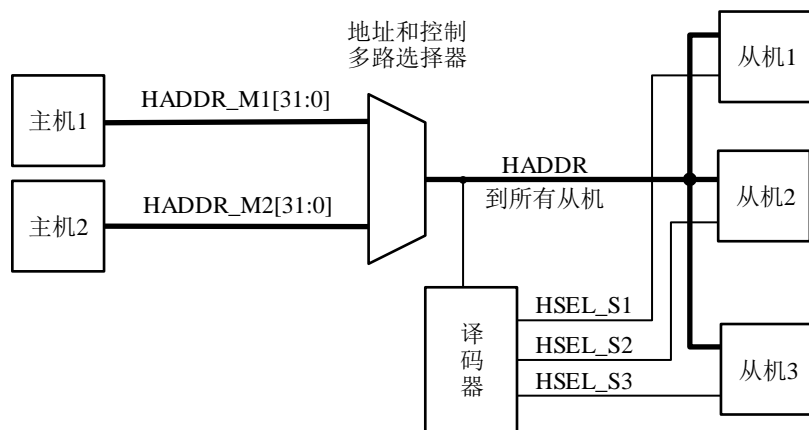 地址和控制
多路选择器
主机1
HADDR_M1[31:0]
从机1
HADDR
到所有从机
主机2
HADDR_M2[31:0]
从机2
译码器
HSEL_S1
HSEL_S2
HSEL_S3
从机3